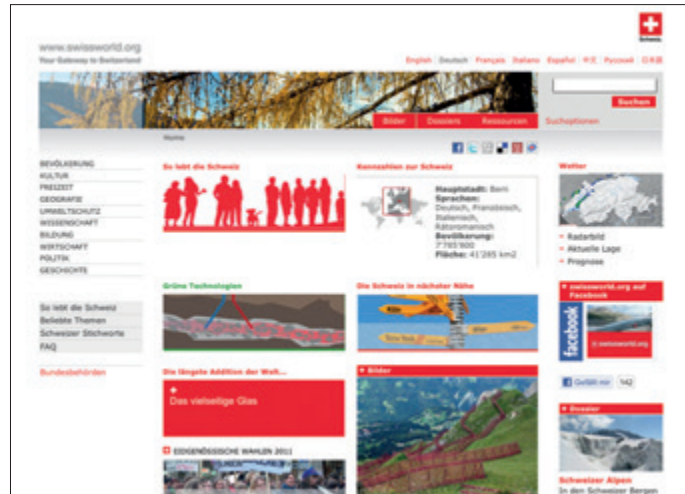 Schweiz.
www.swissworld.org
Your Gateway to Switzerland
English Deutsch Français Italiano Español 中文 Русский 日本語
Suchen
Bilder Dossiers Ressourcen Suchoptionen
Home
BEVÖLKERUNG
KULTUR
FREIZEIT
GEOGRAFIE
UMWELTSCHUTZ
WISSENSCHAFT
BILDUNG
WIRTSCHAFT
POLITIK
GESCHICHTE
So lebt die Schweiz
Beliebte Themen
Schweizer Stichworte
FAQ
Bundesbehörden
So lebt die Schweiz
Kennzahlen zur Schweiz
Hauptstadt: Bern
Sprachen:
Deutsch, Französisch,
Italienisch,
Rätoromanisch
Bevölkerung:
7'785'800
Fläche: 41'285 km2
Grüne Technologien
Die Schweiz in nächster Nähe
Köln
Die längste Addition der Welt...
Das vielseitige Glas
EIDGENÖSSISCHE WAHLEN 2011
Bilder
Wetter
Radarbild
Aktuelle Lage
Prognose
swissworld.org auf
Facebook
facebook
swissworld.org
Gefällt mir 142
Dossier
Schweizer Alpen
In den Schweizer Bergen